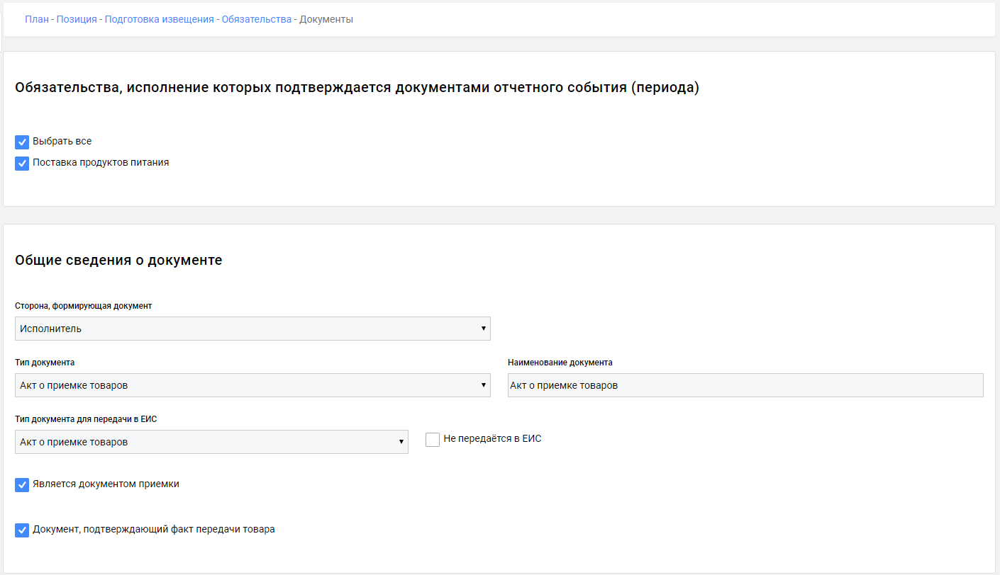 План - Позиция - Подготовка извещения - Обязательства - Документы
Обязательства, исполнение которых подтверждается документами отчетного события (периода)
Выбрать все
Поставка продуктов питания
Общие сведения о документе
Сторона, формирующая документ
Исполнитель
Тип документа
Наименование документа
Акт о приемке товаров
Акт о приемке товаров
Тип документа для передачи в ЕИС
Акт о приемке товаров
Не передаётся в ЕИС
Является документом приемки
Документ, подтверждающий факт передачи товара